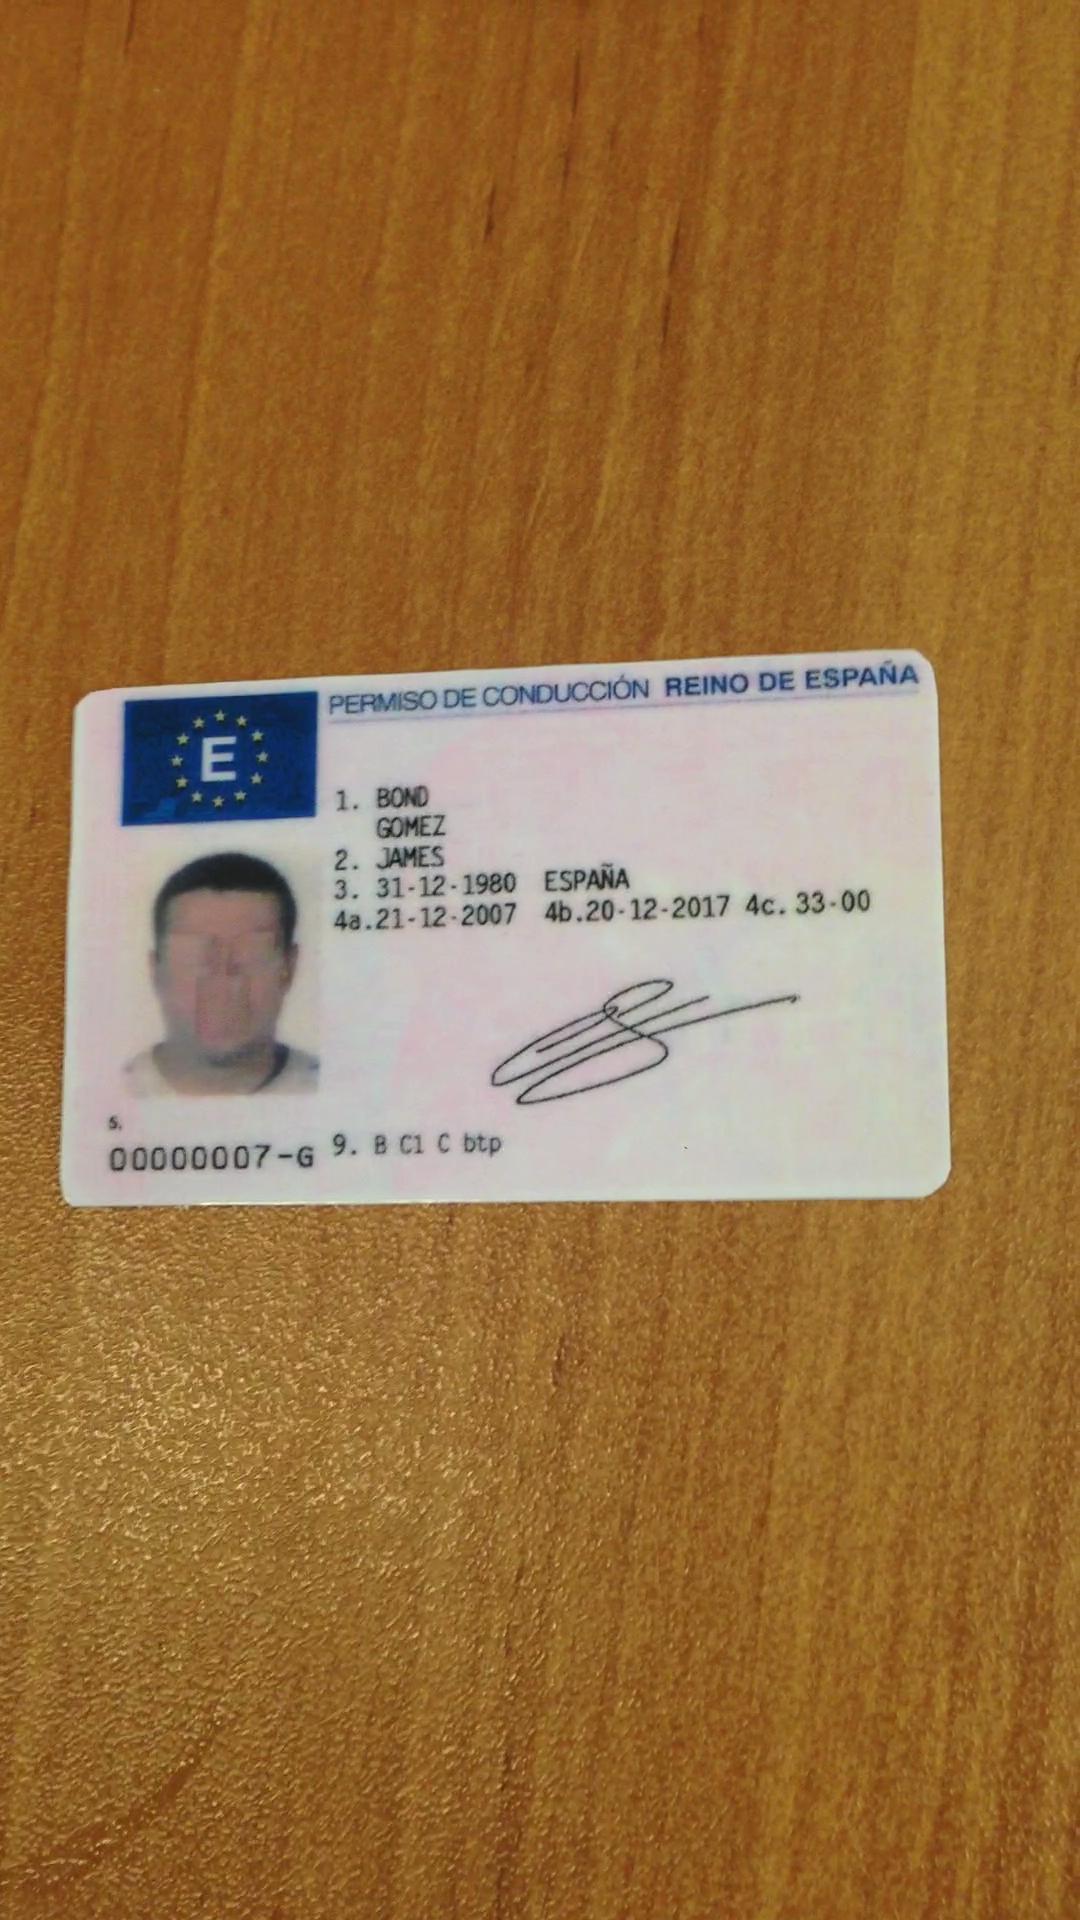 E
PERMISO DE CONDUCCIÓN REINO DE ESPAÑA
1. BOND
GOMEZ
2. JAMES
3. 31-12-1980 ESPAÑA
4a.21-12-2007 4b.20-12-2017 4c. 33-00
5.
00000007-G
9. B C1 C btp